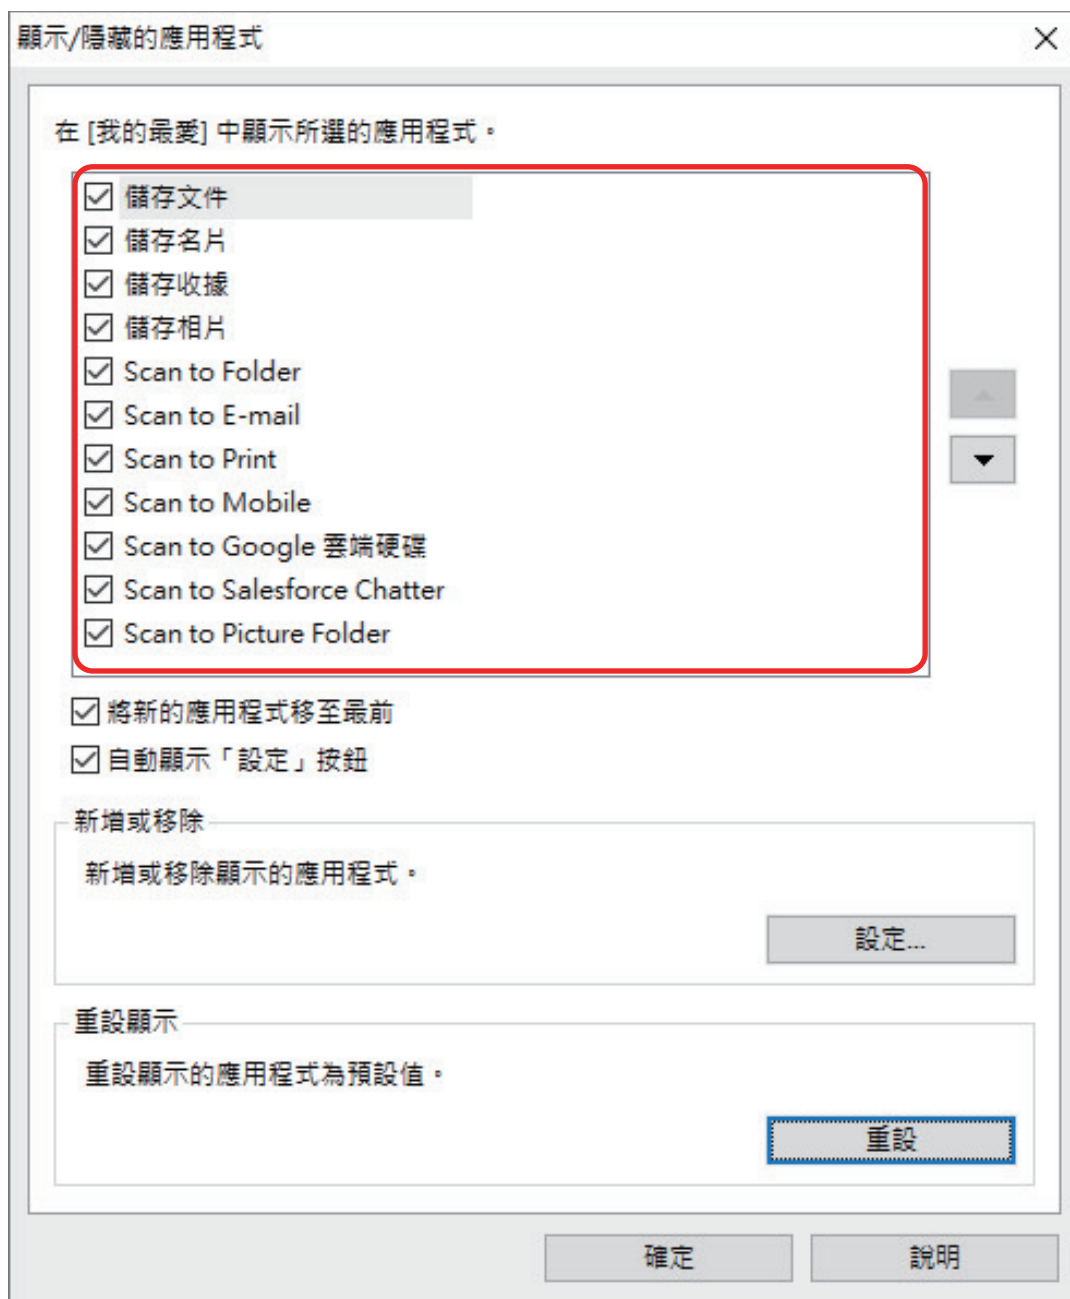 顯示/隱藏的應用程式
在 [我的最愛] 中顯示所選的應用程式。
儲存文件
儲存名片
儲存收據
儲存相片
Scan to Folder
Scan to E-mail
Scan to Print
Scan to Mobile
Scan to Google 雲端硬碟
Scan to Salesforce Chatter
Scan to Picture Folder
將新的應用程式移至最前
自動顯示「設定」按鈕
新增或移除
新增或移除顯示的應用程式。
設定...
重設顯示
重設顯示的應用程式為預設值。
重設
確定
說明